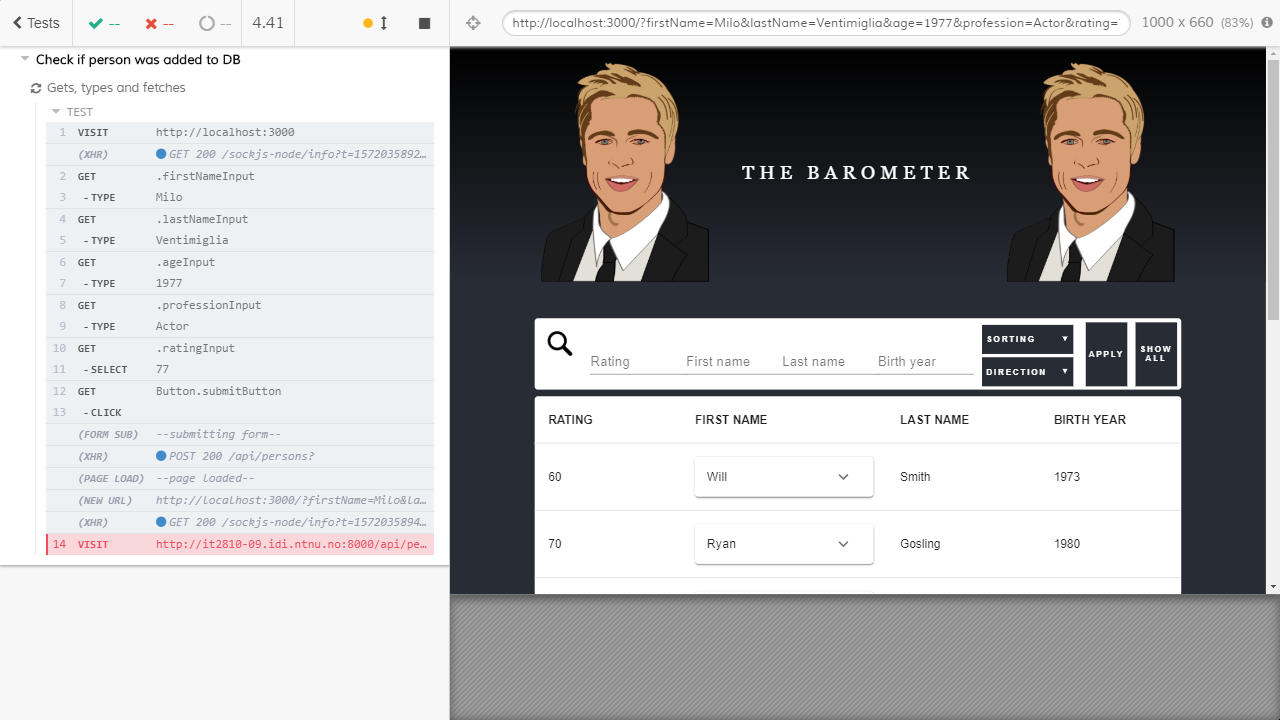 Tests
--
--
--
4.41
http://localhost:3000/?firstName=Milo&lastName=Ventimiglia&age=1977&profession=Actor&rating=
1000 x 660 (83%)
Check if person was added to DB
Gets, types and fetches
TEST
1 VISIT http://localhost:3000
(XHR) GET 200 /sockjs-node/info?t=1572035892…
2 GET .firstNameInput
3 - TYPE Milo
4 GET .lastNameInput
5 - TYPE Ventimiglia
6 GET .ageInput
7 - TYPE 1977
8 GET .professionInput
9 - TYPE Actor
10 GET .ratingInput
11 - SELECT 77
12 GET Button.submitButton
13 - CLICK
(FORM SUB) --submitting form--
(XHR) POST 200 /api/persons?
(PAGE LOAD) --page loaded--
(NEW URL) http://localhost:3000/?firstName=Milo&la…
(XHR) GET 200 /sockjs-node/info?t=1572035894…
14 VISIT http://it2810-09.idi.ntnu.no:8000/api/pe…
THE BAROMETER
Rating First name Last name Birth year
SORTING
DIRECTION
APPLY
SHOW
ALL
RATING FIRST NAME LAST NAME BIRTH YEAR
60 Will Smith 1973
70 Ryan Gosling 1980